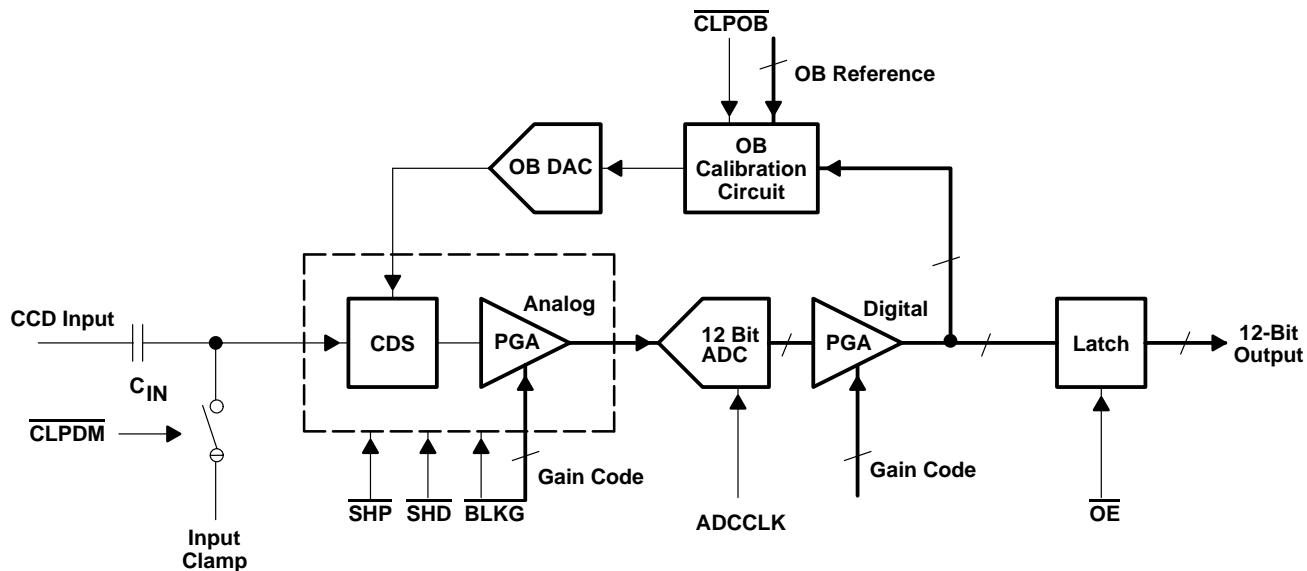 CLPOB
OB Reference
OB DAC
OB
Calibration
Circuit
Analog
Digital
CCD Input
CDS
PGA
12 Bit
ADC
PGA
Latch
12-Bit
Output
CIN
CLPDM
Gain Code
Gain Code
SHP
SHD
BLKG
ADCCLK
OE
Input
Clamp